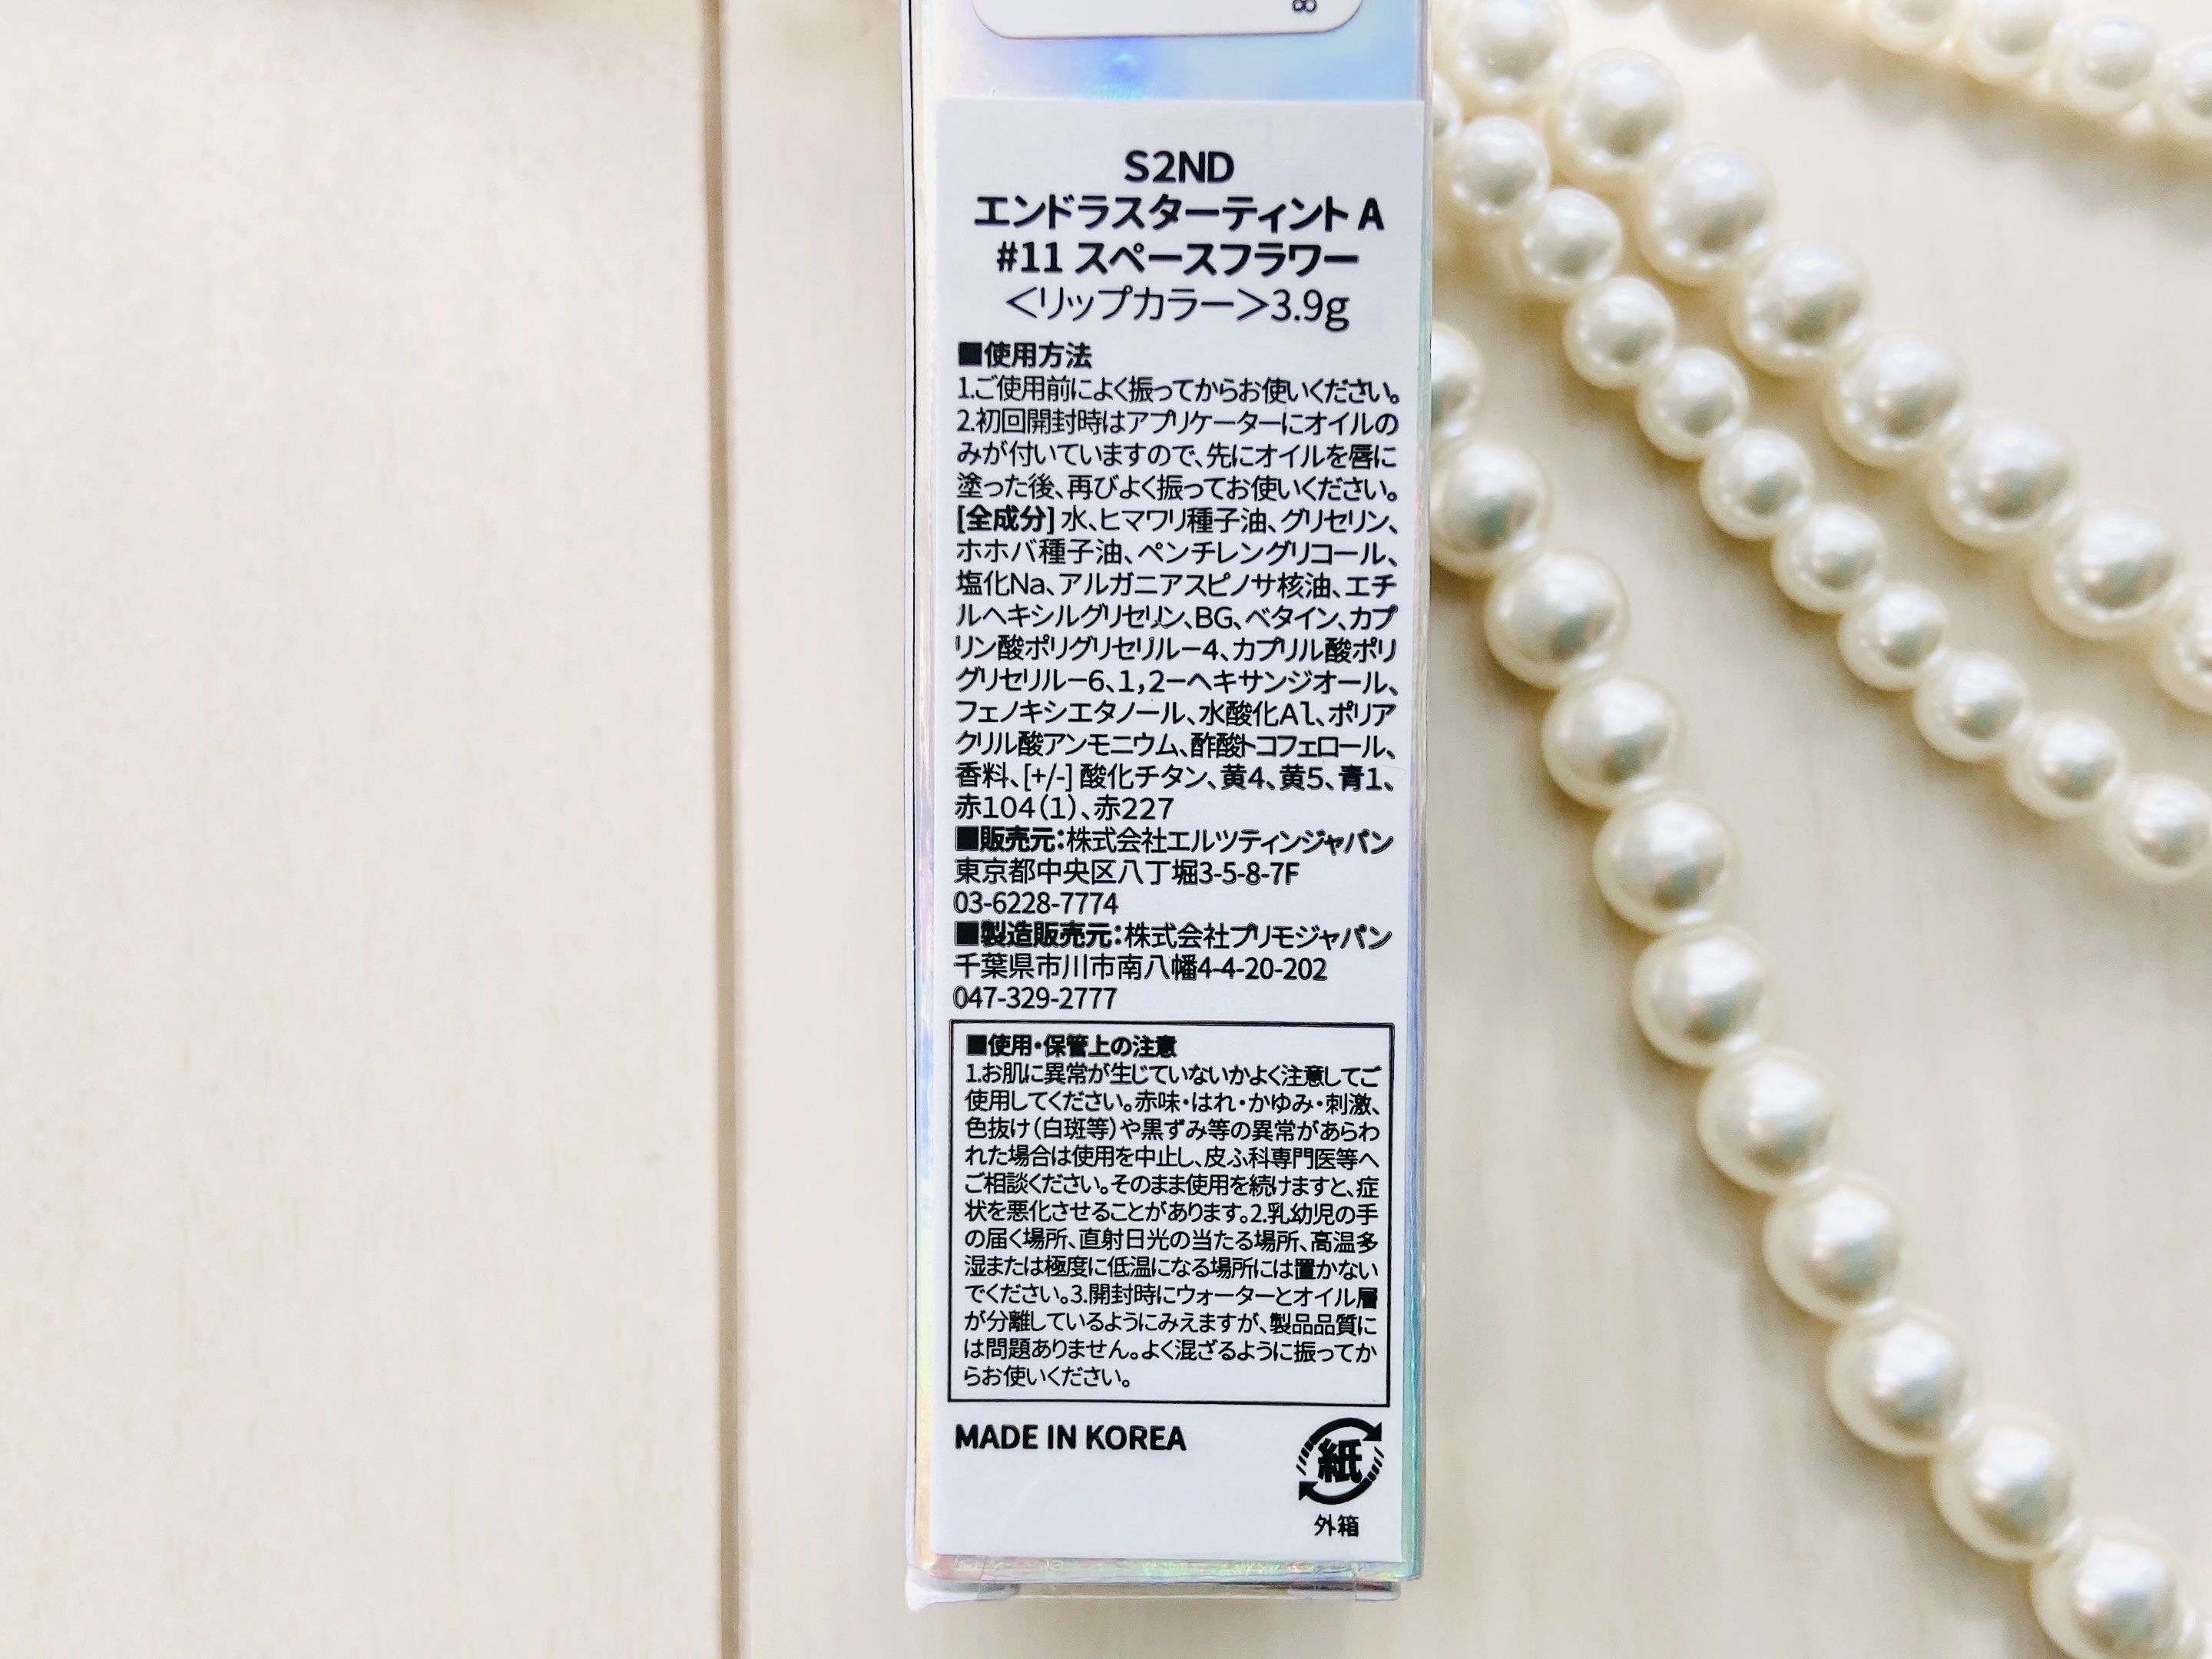 8
S2ND
エンドラスターティント A
#11 スペースフラワー
＜リップカラー＞3.9g
■使用方法
1.ご使用前によく振ってからお使いください。
2.初回開封時はアプリケーターにオイルの
みが付いていますので、先にオイルを唇に
塗った後、再びよく振ってお使いください。
[全成分] 水、ヒマワリ種子油、グリセリン、
ホホバ種子油、ペンチレングリコール、
塩化Na、アルガニアスピノサ核油、エチ
ルヘキシルグリセリン、BG、ベタイン、カプ
リン酸ポリグリセリル－4、カプリル酸ポリ
グリセリル－6、1,2－ヘキサンジオール、
フェノキシエタノール、水酸化Al、ポリア
クリル酸アンモニウム、酢酸トコフェロール、
香料、[+/-] 酸化チタン、黄4、黄5、青1、
赤104(1)、赤227
■販売元：株式会社エルツティンジャパン
東京都中央区八丁堀3-5-8-7F
03-6228-7774
■製造販売元：株式会社プリモジャパン
千葉県市川市南八幡4-4-20-202
047-329-2777
■使用・保管上の注意
1.お肌に異常が生じていないかよく注意してご
使用してください。赤味・はれ・かゆみ・刺激、
色抜け（白斑等）や黒ずみ等の異常があらわ
れた場合は使用を中止し、皮ふ科専門医等へ
ご相談ください。そのまま使用を続けますと、症
状を悪化させることがあります。2.乳幼児の手
の届く場所、直射日光の当たる場所、高温多
湿または極度に低温になる場所には置かない
でください。3.開封時にウォーターとオイル層
が分離しているようにみえますが、製品品質に
は問題ありません。よく混ざるように振ってか
らお使いください。
MADE IN KOREA
紙
外箱